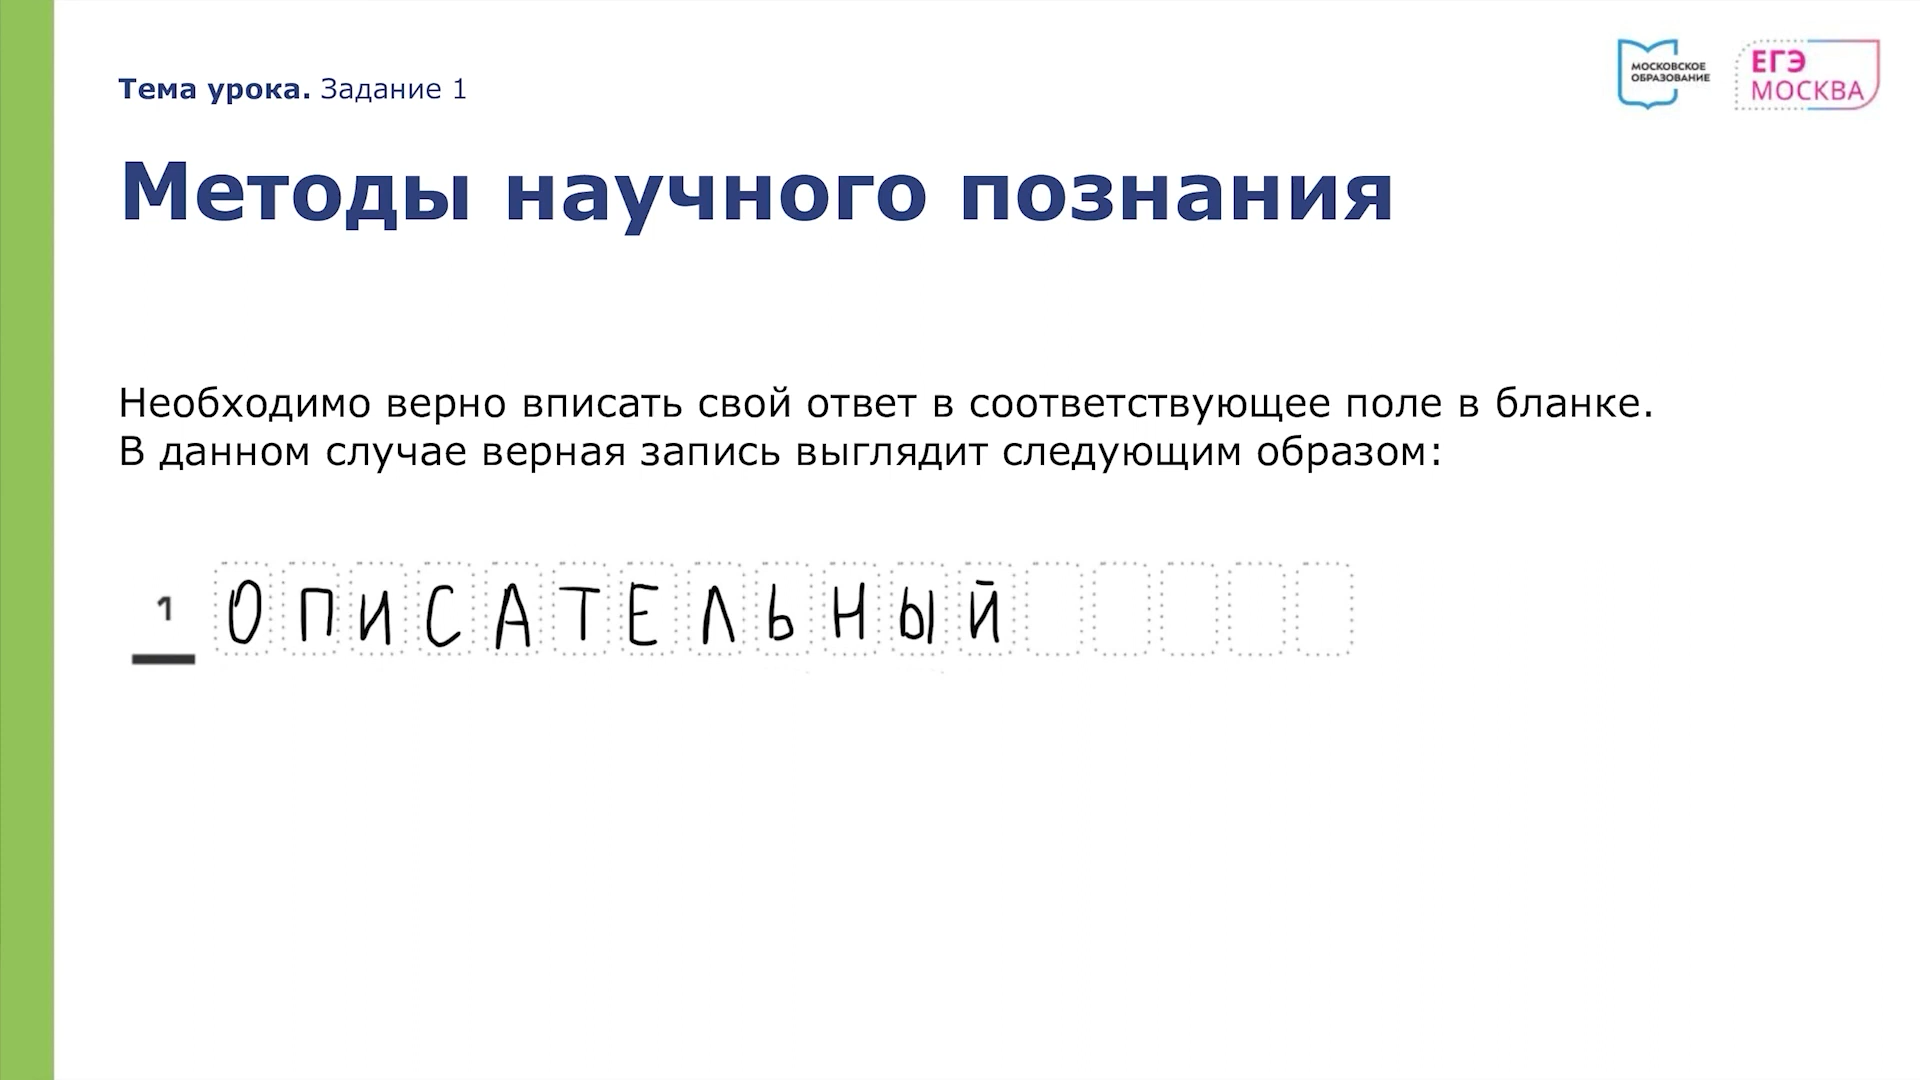 Тема урока. Задание 1
МОСКОВСКОЕ
ОБРАЗОВАНИЕ
ЕГЭ
МОСКВА
Методы научного познания
Необходимо верно вписать свой ответ в соответствующее поле в бланке.
В данном случае верная запись выглядит следующим образом:
1 ОПИСАТЕЛЬНЫЙ